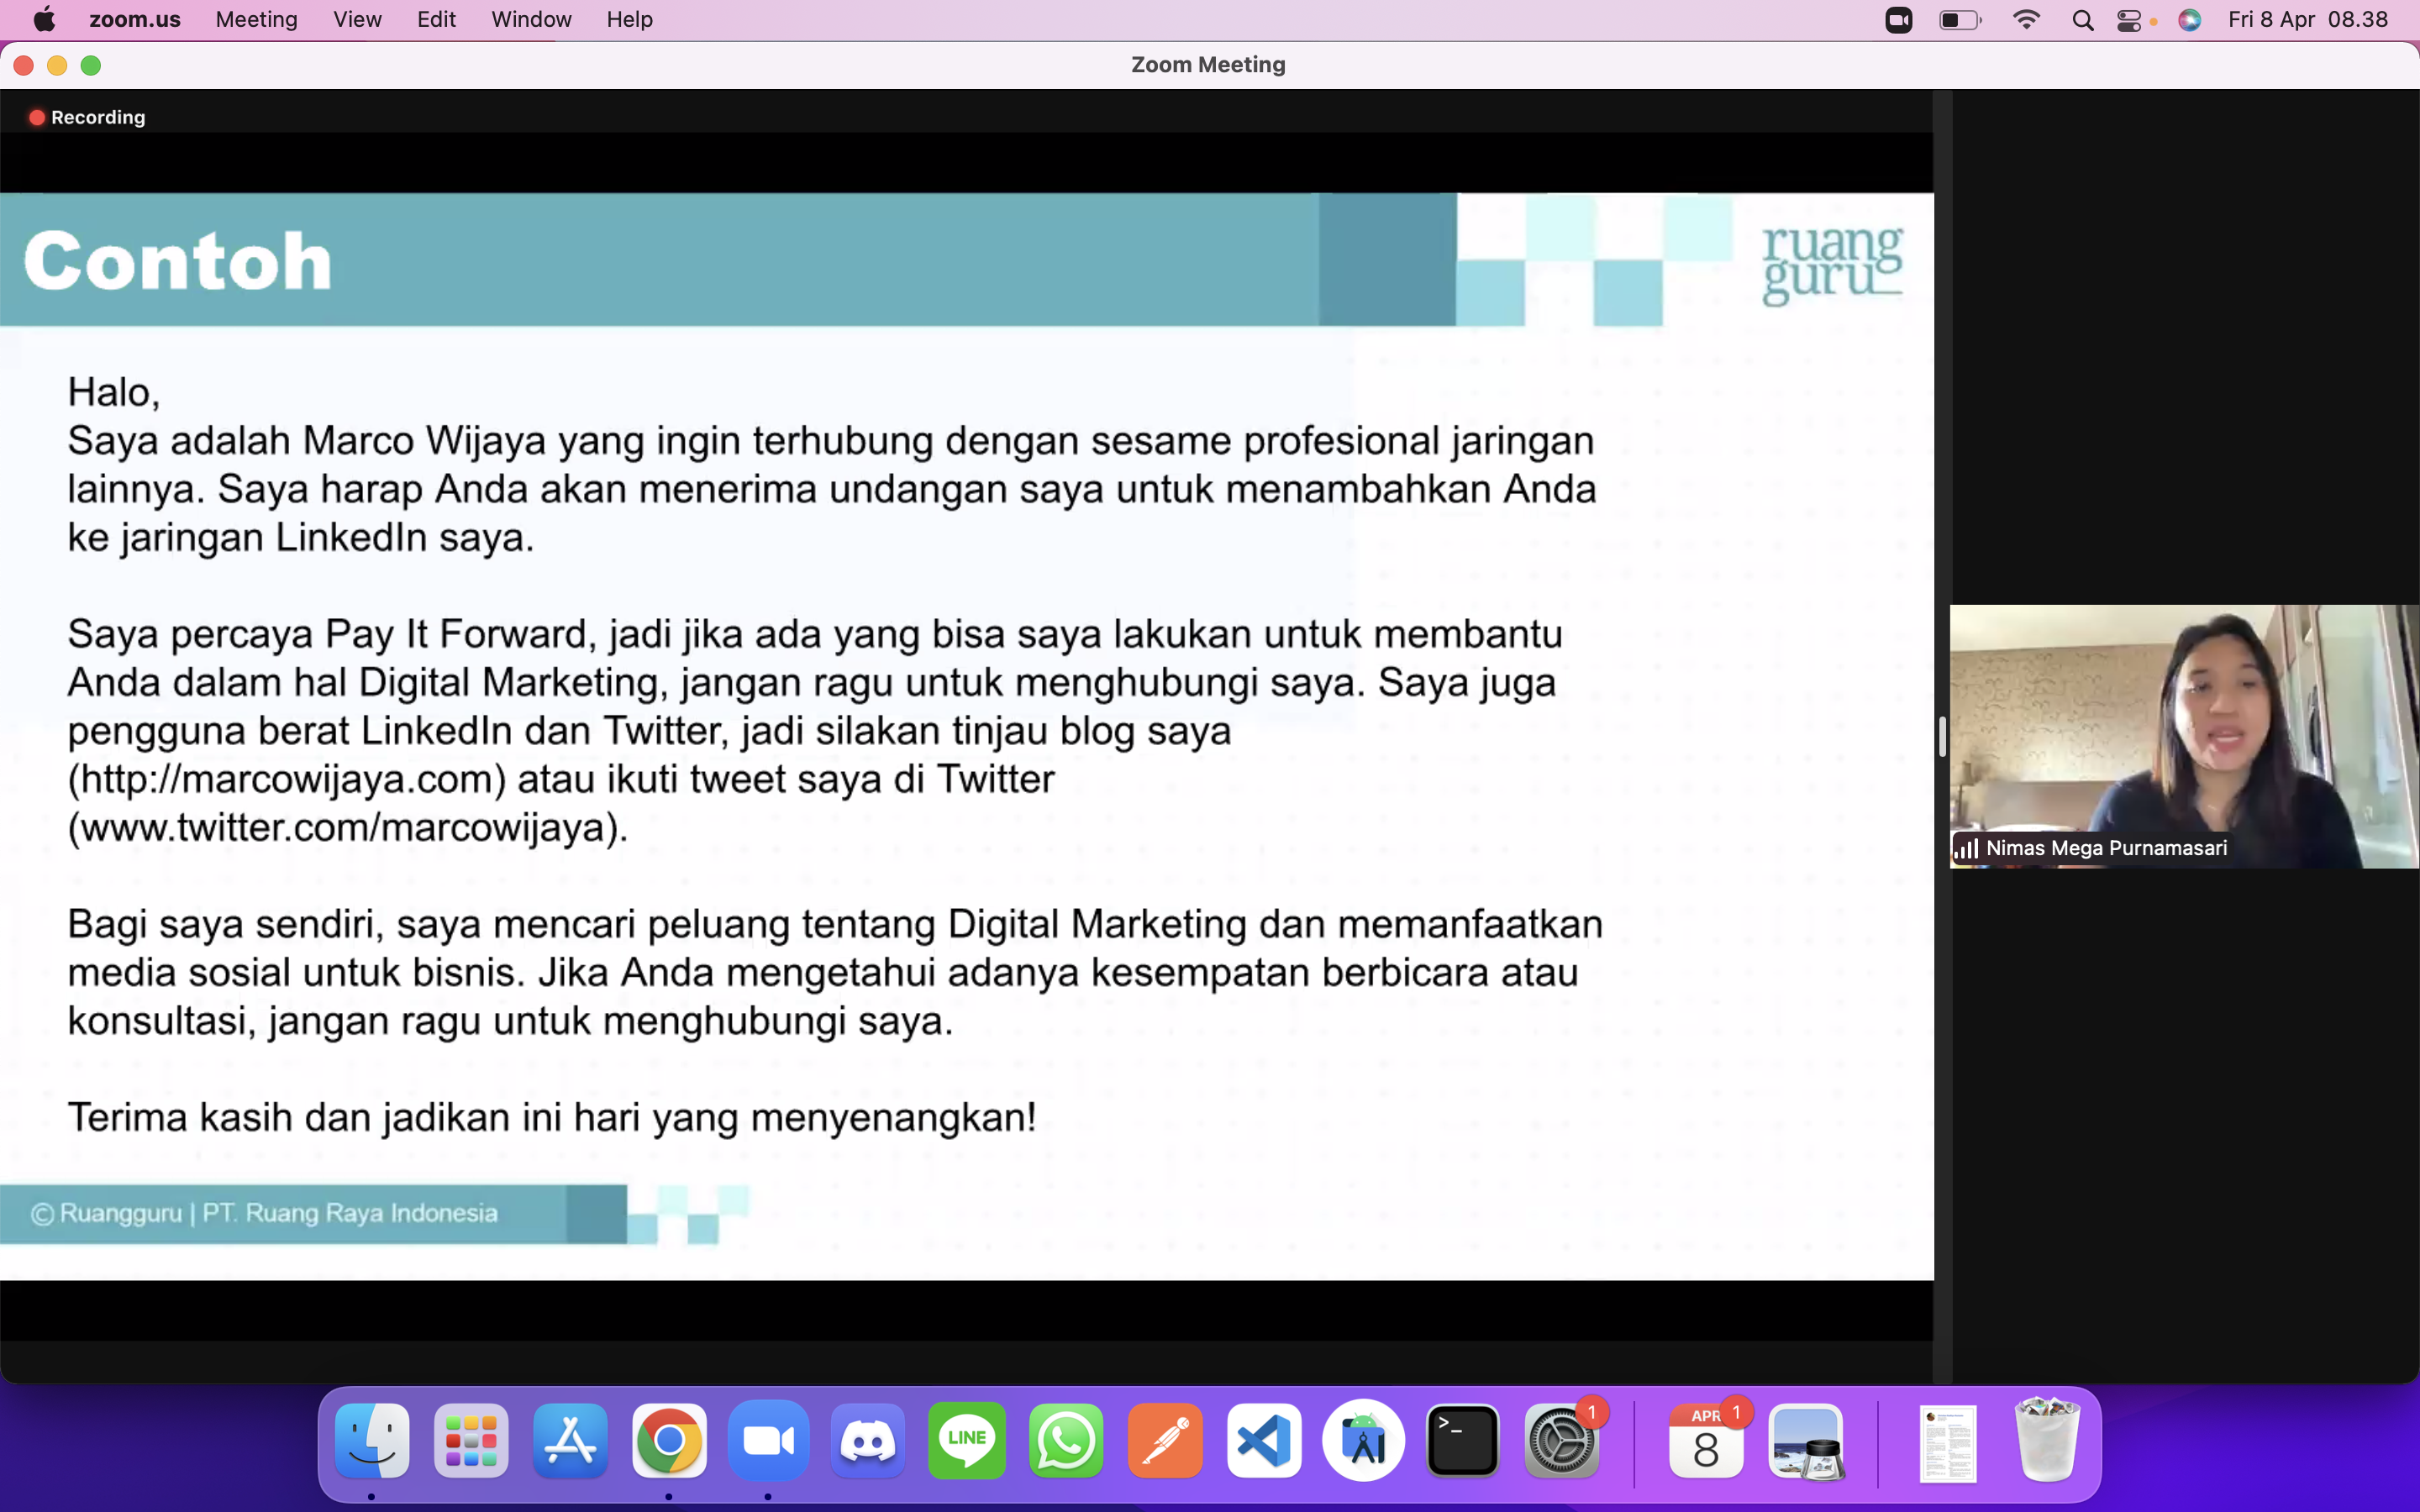 zoom.us Meeting View Edit Window Help Fri 8 Apr 08.38
Zoom Meeting
Recording
Contoh
ruang
guru
Halo,
Saya adalah Marco Wijaya yang ingin terhubung dengan sesame profesional jaringan
lainnya. Saya harap Anda akan menerima undangan saya untuk menambahkan Anda
ke jaringan LinkedIn saya.
Saya percaya Pay It Forward, jadi jika ada yang bisa saya lakukan untuk membantu
Anda dalam hal Digital Marketing, jangan ragu untuk menghubungi saya. Saya juga
pengguna berat LinkedIn dan Twitter, jadi silakan tinjau blog saya
(http://marcowijaya.com) atau ikuti tweet saya di Twitter
(www.twitter.com/marcowijaya).
Bagi saya sendiri, saya mencari peluang tentang Digital Marketing dan memanfaatkan
media sosial untuk bisnis. Jika Anda mengetahui adanya kesempatan berbicara atau
konsultasi, jangan ragu untuk menghubungi saya.
Terima kasih dan jadikan ini hari yang menyenangkan!
© Ruangguru | PT. Ruang Raya Indonesia
Nimas Mega Purnamasari
LINE
>_
1
APR
1
8